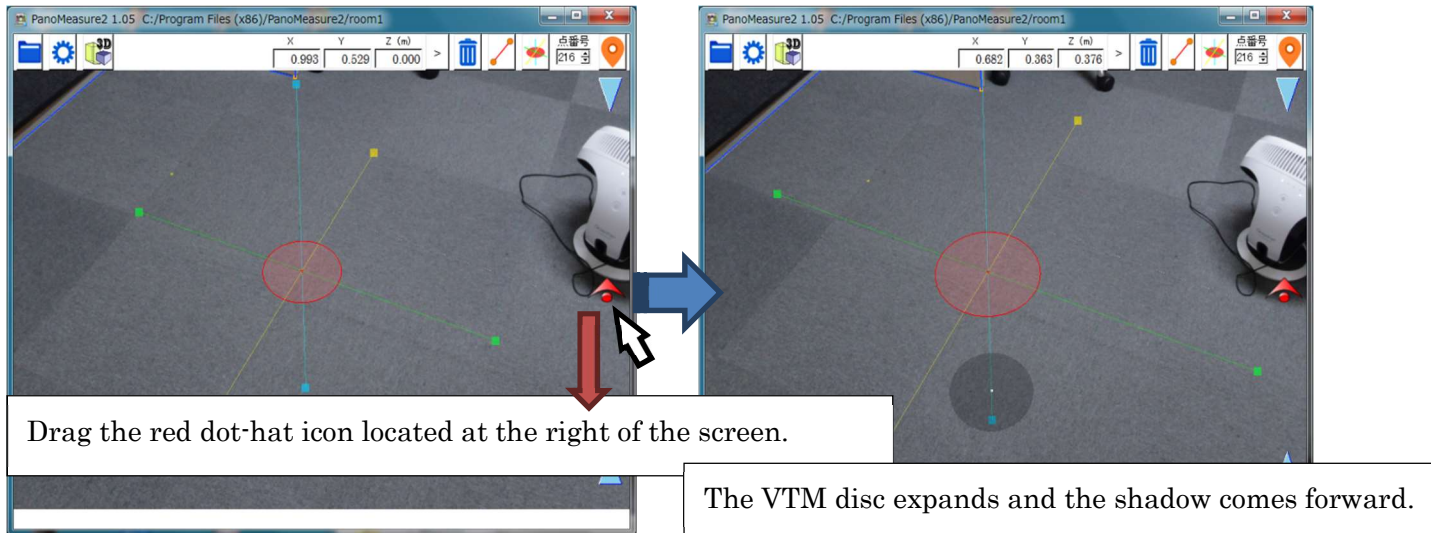 PanoMeasure2 1.05 C:/Program Files (x86)/PanoMeasure2/room1
3D
X Y Z (m)
0.993 0.529 0.000 >
点番号
216
Drag the red dot-hat icon located at the right of the screen.
PanoMeasure2 1.05 C:/Program Files (x86)/PanoMeasure2/room1
3D
X Y Z (m)
0.682 0.363 0.376 >
点番号
216
The VTM disc expands and the shadow comes forward.